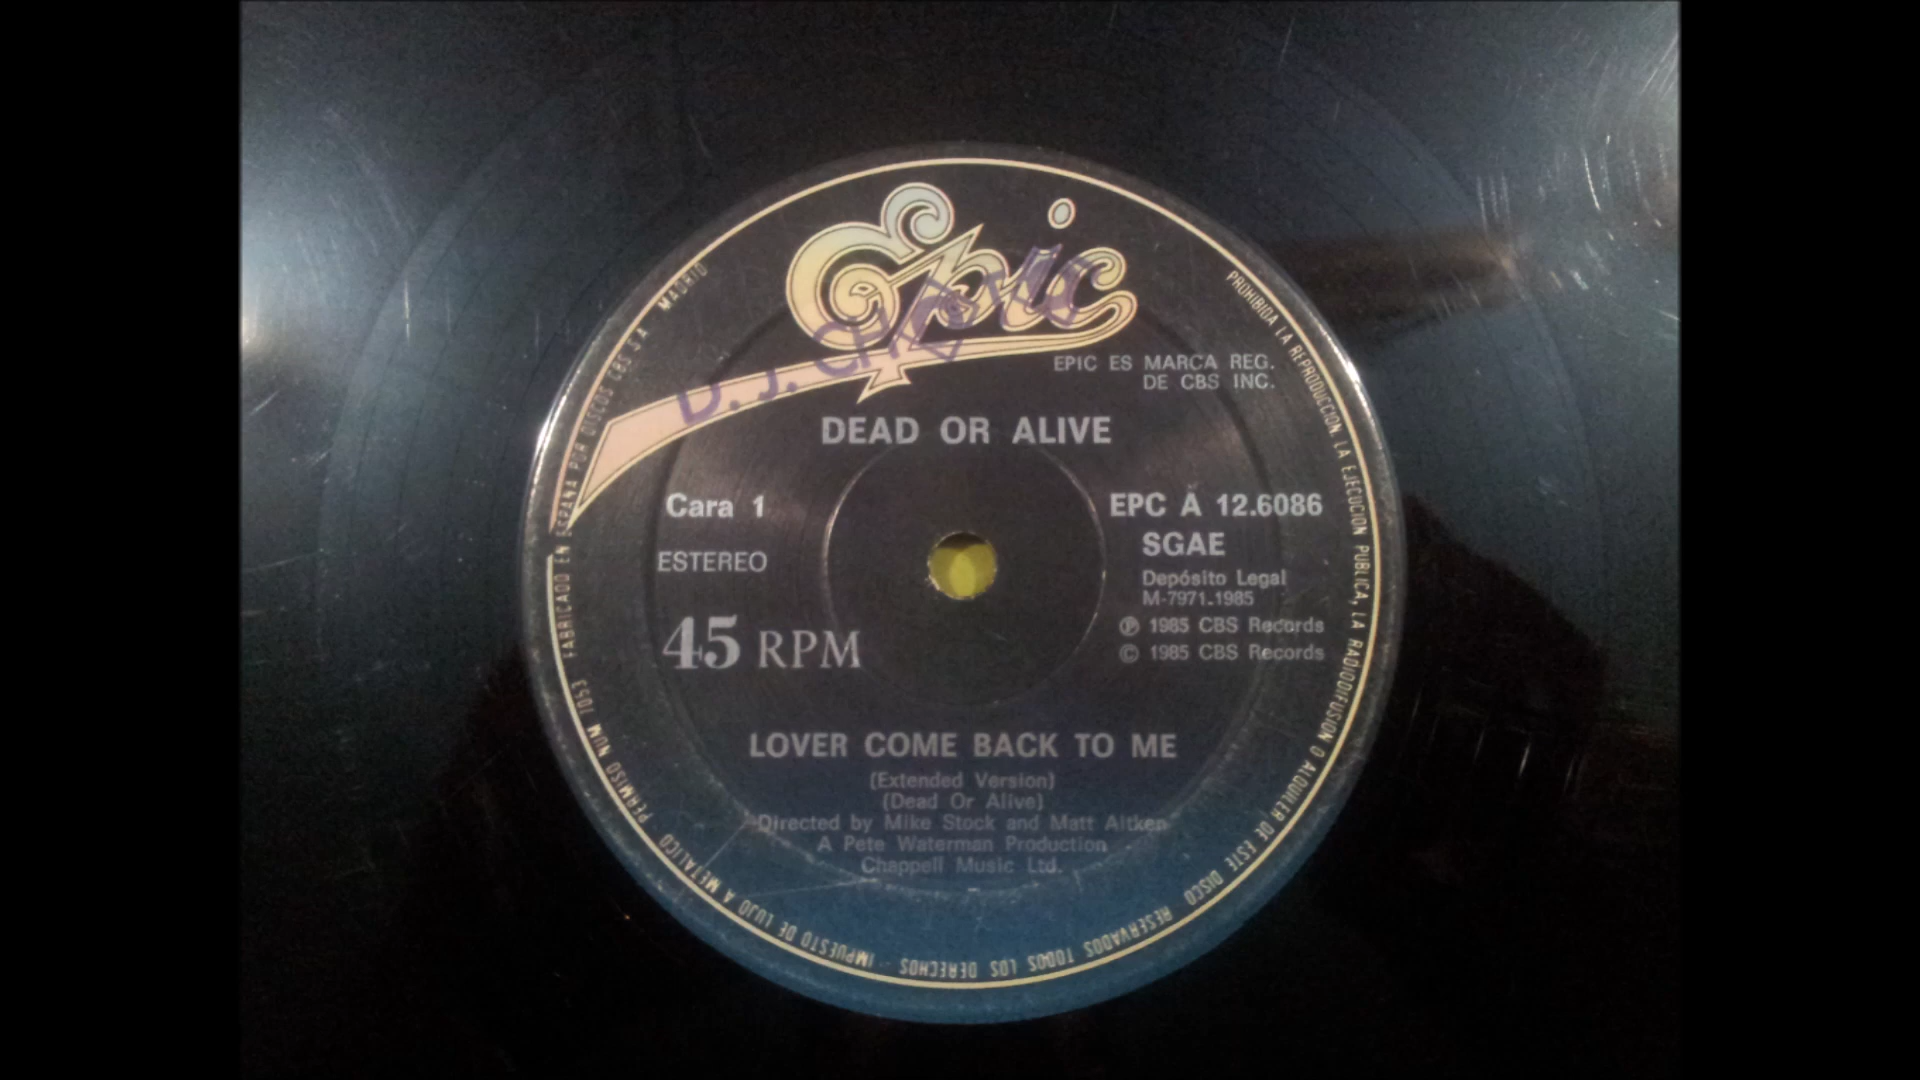 Epic
D. J. CH
EPIC ES MARCA REG.
DE CBS INC.
DEAD OR ALIVE
Cara 1
ESTEREO
45 RPM
EPC A 12.6086
SGAE
Depósito Legal
M-7971-1985
Ⓟ 1985 CBS Records
© 1985 CBS Records
LOVER COME BACK TO ME
(Extended Version)
(Dead Or Alive)
Directed by Mike Stock and Matt Aitken
A Pete Waterman Production
Chappell Music Ltd.
PERMISO NUM 1053 FABRICADO EN ESPAÑA POR DISCOS CBS S A MADRID
PROHIBIDA LA REPRODUCCION, LA EJECUCION PUBLICA, LA RADIODIFUSION O ALQUILER DE ESTE DISCO RESERVADOS TODOS LOS DERECHOS - IMPUESTO DE LUJO A METALICO